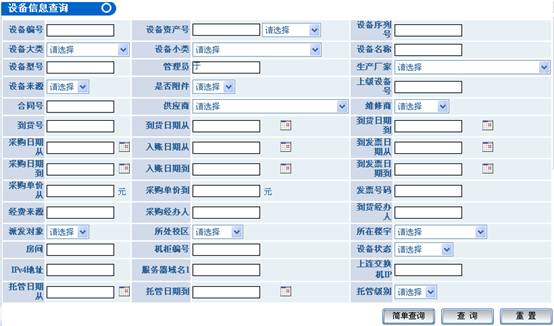 设备信息查询
设备编号 设备资产号 请选择 设备序列号
设备大类 请选择 设备小类 请选择 设备名称
设备型号 管理员 生产厂家 请选择
设备来源 请选择 是否附件 请选择 上级设备号
合同号 供应商 请选择 维修商 请选择
到货号 到货日期从 到货日期到
采购日期从 入账日期从 到发票日期从
采购日期到 入账日期到 到发票日期到
采购单价从 元 采购单价到 元 发票号码
经费来源 采购经办人 到货经办人
派发对象 请选择 所处校区 请选择 所在楼宇 请选择
房间 机柜编号 设备状态 请选择
IPv4地址 服务器域名1 上连交换机IP
托管日期从 托管日期到 托管级别 请选择
简单查询 查 询 重 置